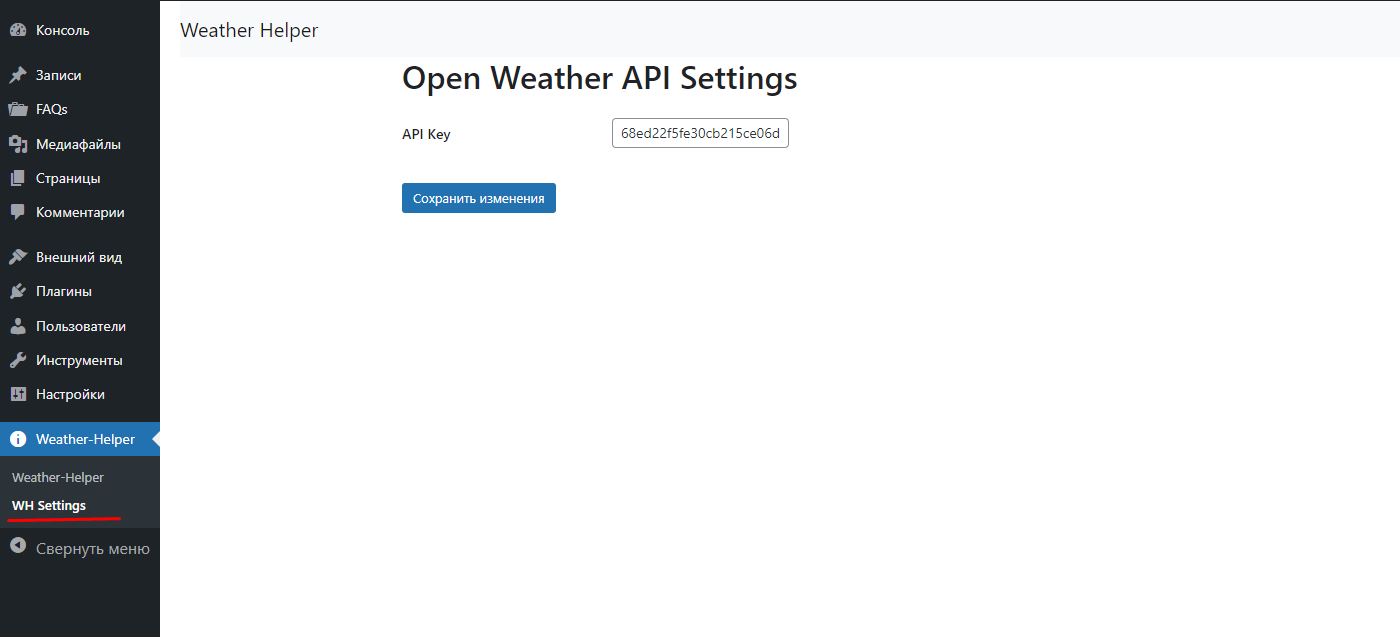 Консоль
Записи
FAQs
Медиафайлы
Страницы
Комментарии
Внешний вид
Плагины
Пользователи
Инструменты
Настройки
Weather-Helper
Weather-Helper
WH Settings
Свернуть меню
Weather Helper
Open Weather API Settings
API Key 68ed22f5fe30cb215ce06d
Сохранить изменения